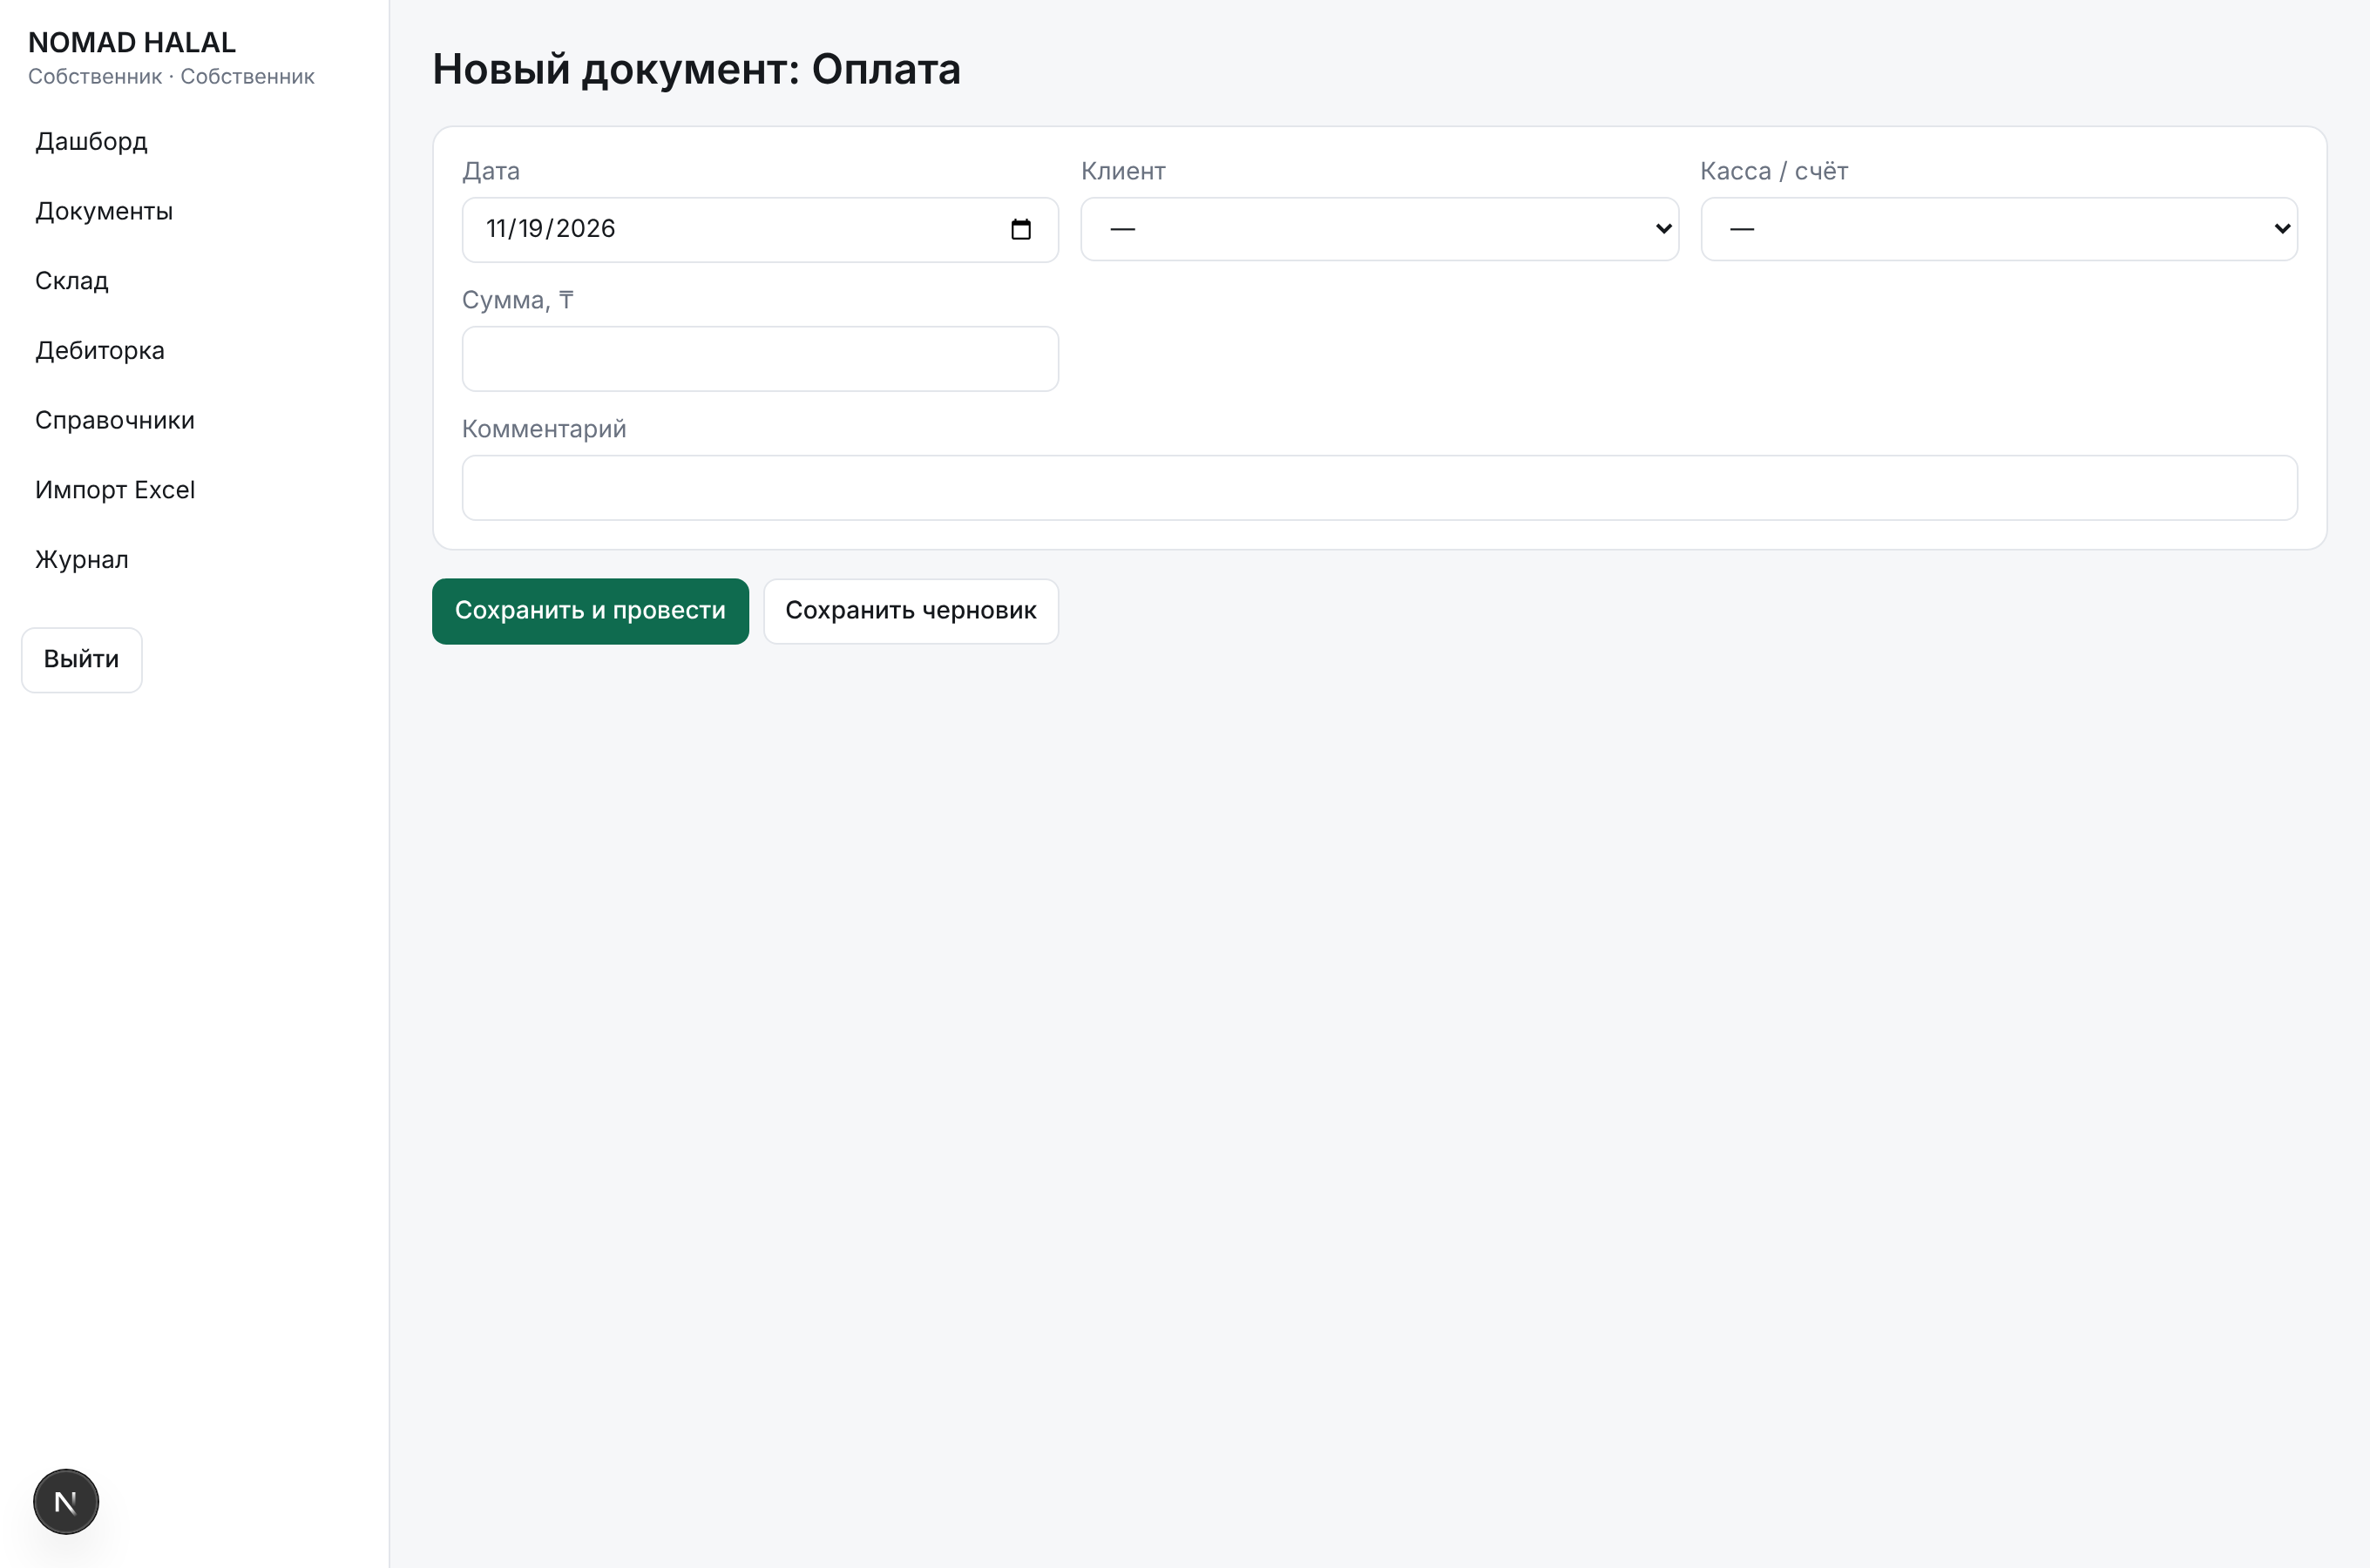 NOMAD HALAL
Собственник · Собственник
Дашборд
Документы
Склад
Дебиторка
Справочники
Импорт Excel
Журнал
Выйти
N
Новый документ: Оплата
Дата
11/19/2026
Клиент
—
Касса / счёт
—
Сумма, ₸
Комментарий
Сохранить и провести
Сохранить черновик